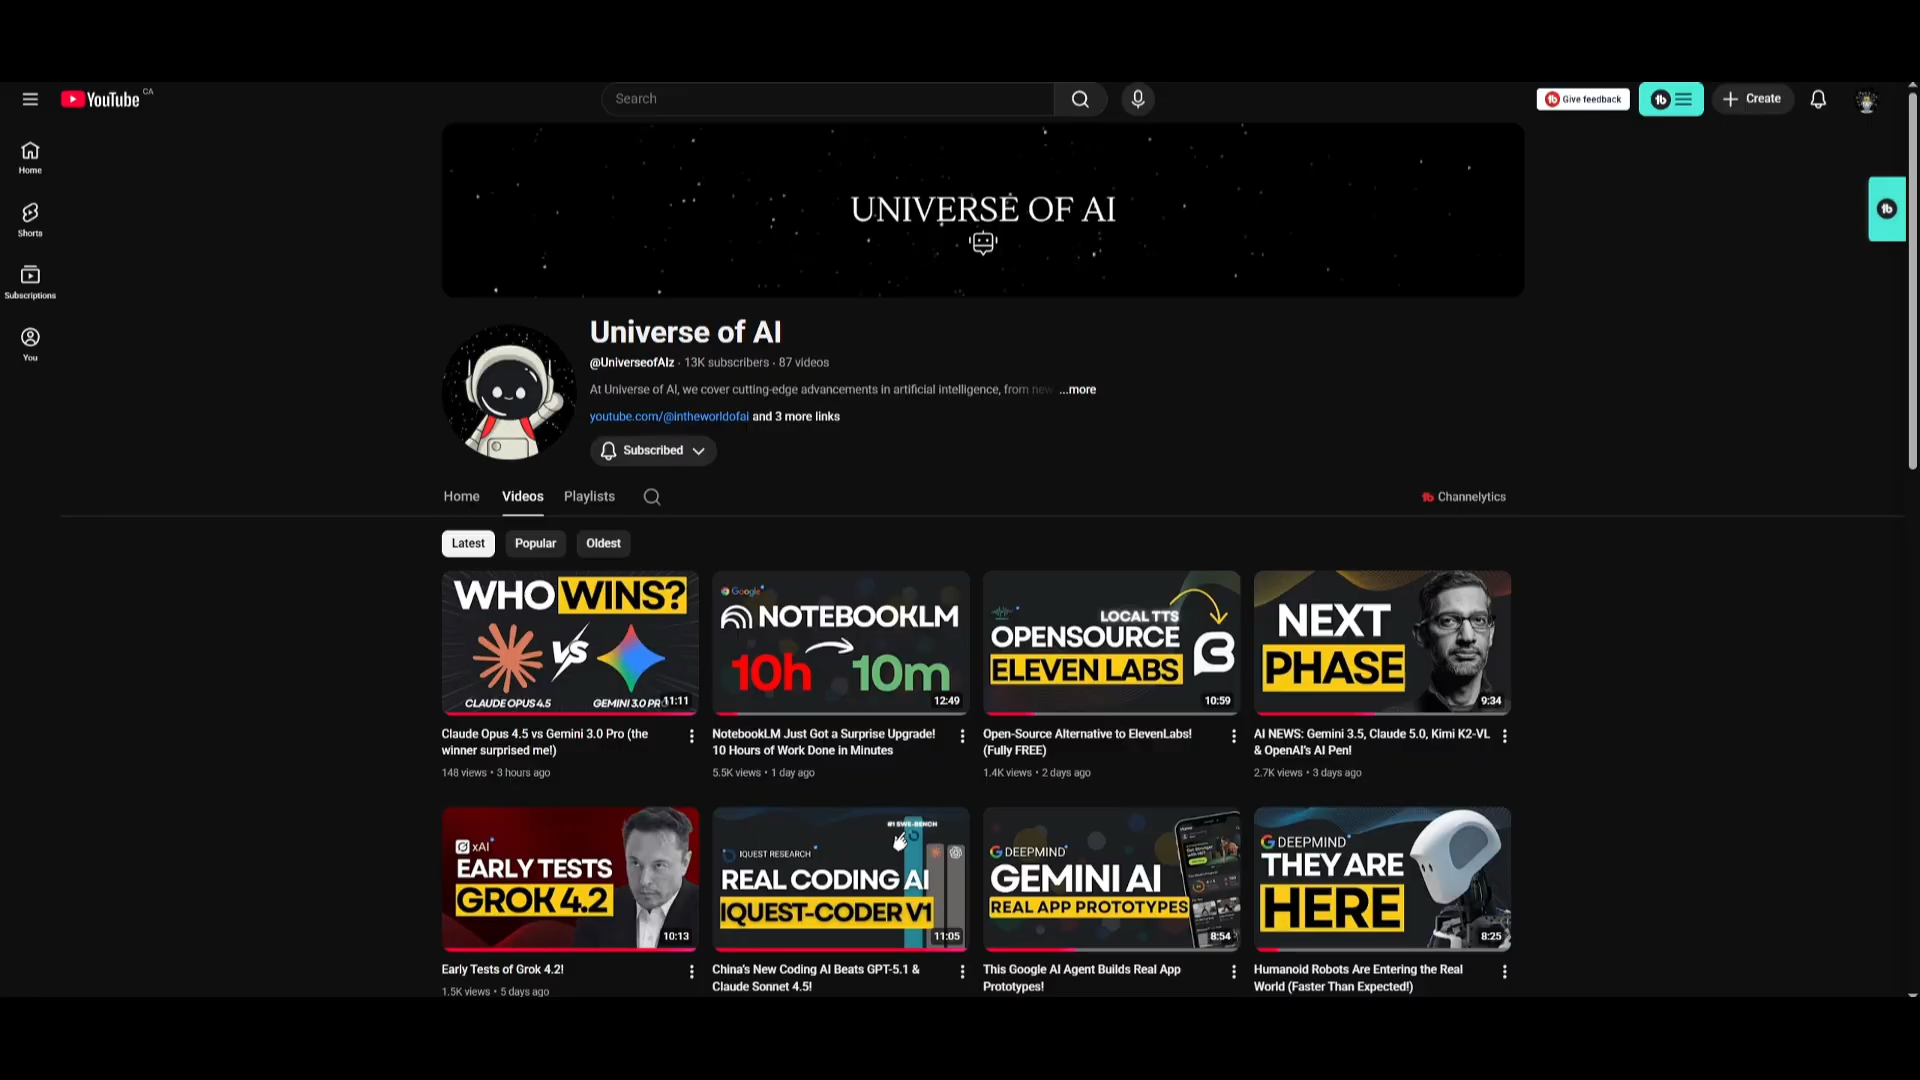 YouTube CA
Search
Give feedback
Create
Home
Shorts
Subscriptions
You
UNIVERSE OF AI
Universe of AI
@UniverseofAIz · 13K subscribers · 87 videos
At Universe of AI, we cover cutting-edge advancements in artificial intelligence, from new ...more
youtube.com/@intheworldofai and 3 more links
Subscribed
Home Videos Playlists
Channelytics
Latest Popular Oldest
WHO WINS?
VS
CLAUDE OPUS 4.5 GEMINI 3.0 PR
11:11
Claude Opus 4.5 vs Gemini 3.0 Pro (the
winner surprised me!)
148 views • 3 hours ago
Google
NOTEBOOKLM
10h 10m
12:49
NotebookLM Just Got a Surprise Upgrade!
10 Hours of Work Done in Minutes
5.5K views • 1 day ago
LOCAL TTS
OPENSOURCE
ELEVEN LABS
10:59
Open-Source Alternative to ElevenLabs!
(Fully FREE)
1.4K views • 2 days ago
NEXT
PHASE
9:34
AI NEWS: Gemini 3.5, Claude 5.0, Kimi K2-VL
& OpenAI's AI Pen!
2.7K views • 3 days ago
xAI
EARLY TESTS
GROK 4.2
10:13
Early Tests of Grok 4.2!
1.5K views • 5 days ago
#1 SWE-BENCH
IQUEST RESEARCH
REAL CODING AI
IQUEST-CODER V1
11:05
China's New Coding AI Beats GPT-5.1 &
Claude Sonnet 4.5!
DEEPMIND
GEMINI AI
REAL APP PROTOTYPES
8:54
This Google AI Agent Builds Real App
Prototypes!
DEEPMIND
THEY ARE
HERE
8:25
Humanoid Robots Are Entering the Real
World (Faster Than Expected!)